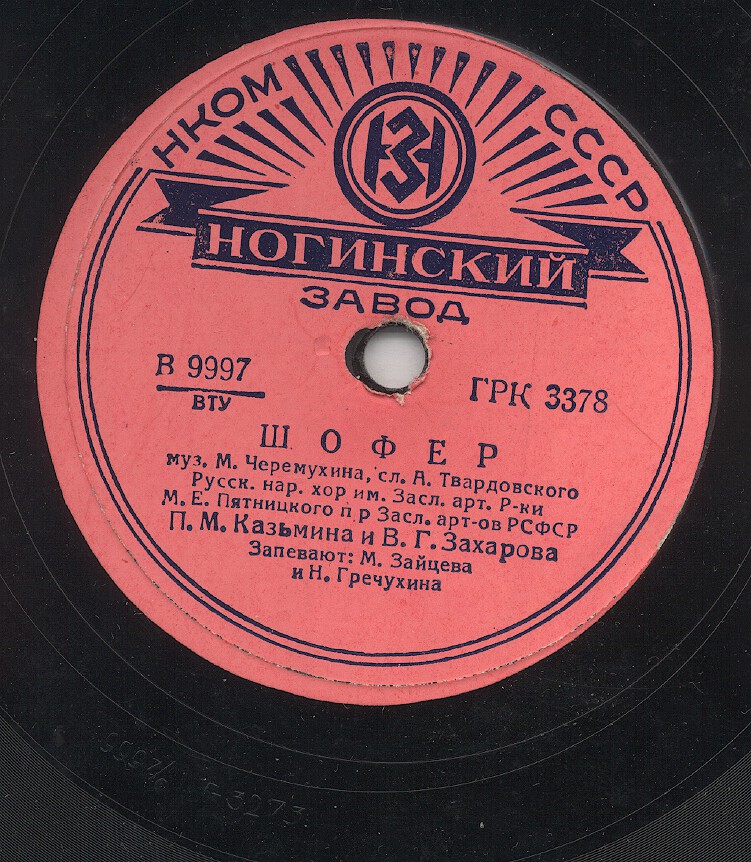 НКОМ СССР
НЗ
НОГИНСКИЙ
ЗАВОД
В 9997
ВТУ
ГРК 3378
ШОФЕР
муз. М. Черемухина, сл. А. Твардовского
Русск. нар. хор им. Засл. арт. Р-ки
М. Е. Пятницкого п/р Засл. арт-ов РСФСР
П. М. Казьмина и В. Г. Захарова
Запевают: М. Зайцева
и Н. Гречухина